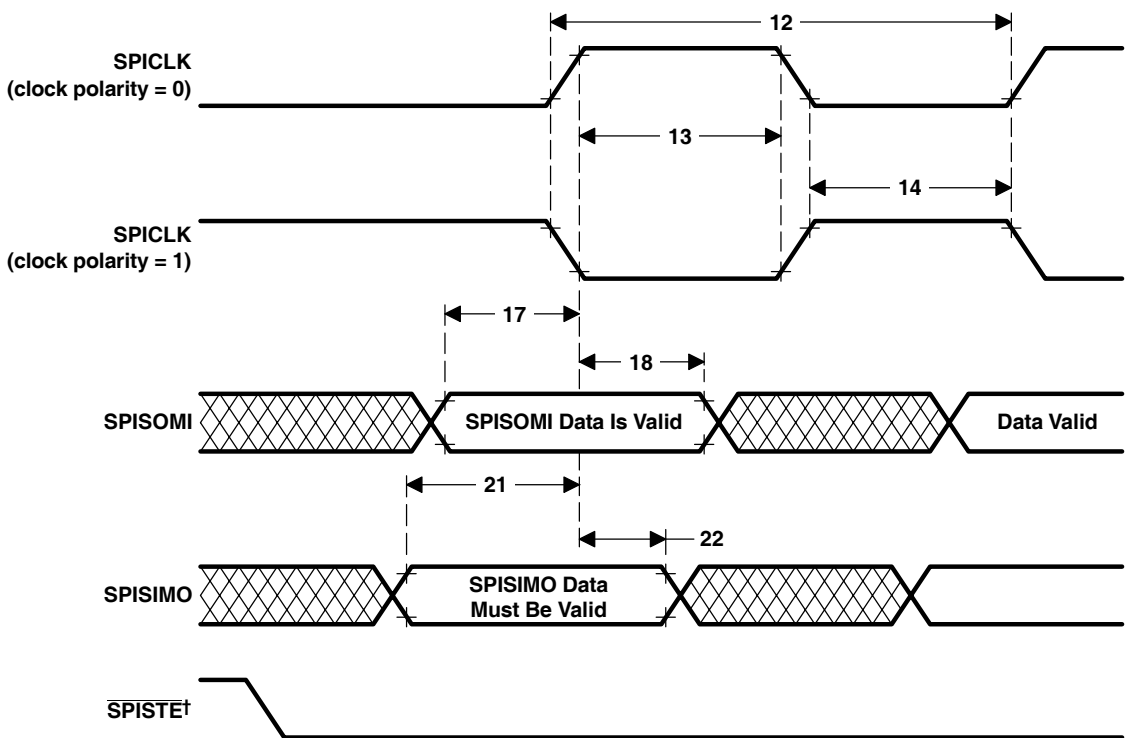 12
SPICLK
(clock polarity = 0)
13
14
SPICLK
(clock polarity = 1)
17
18
SPISOMI
SPISOMI Data Is Valid
Data Valid
21
22
SPISIMO
SPISIMO Data
Must Be Valid
SPISTE†